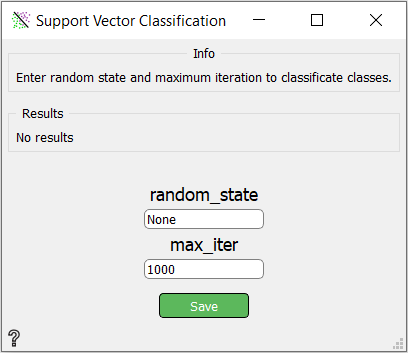 Support Vector Classification
Info
Enter random state and maximum iteration to classificate classes.
Results
No results
random_state
None
max_iter
1000
Save
?